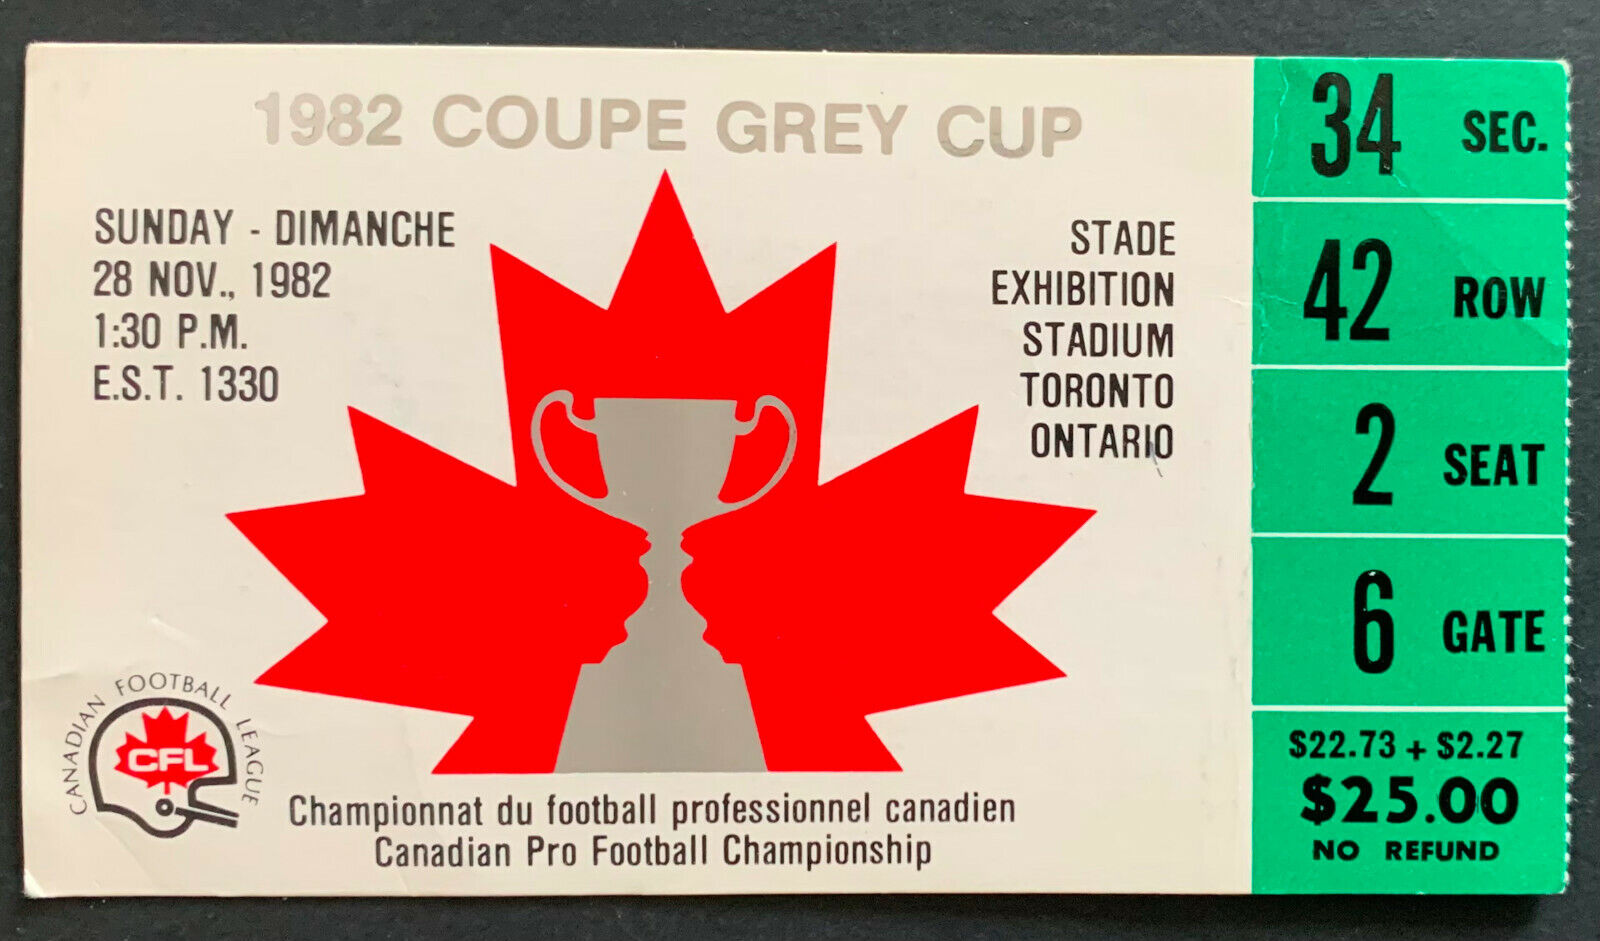 1982 COUPE GREY CUP
SUNDAY - DIMANCHE
28 NOV., 1982
1:30 P.M.
E.S.T. 1330
STADE
EXHIBITION
STADIUM
TORONTO
ONTARIO
CANADIAN FOOTBALL LEAGUE
CFL
Championnat du football professionnel canadien
Canadian Pro Football Championship
34 SEC.
42 ROW
2 SEAT
6 GATE
$22.73 + $2.27
$25.00
NO REFUND